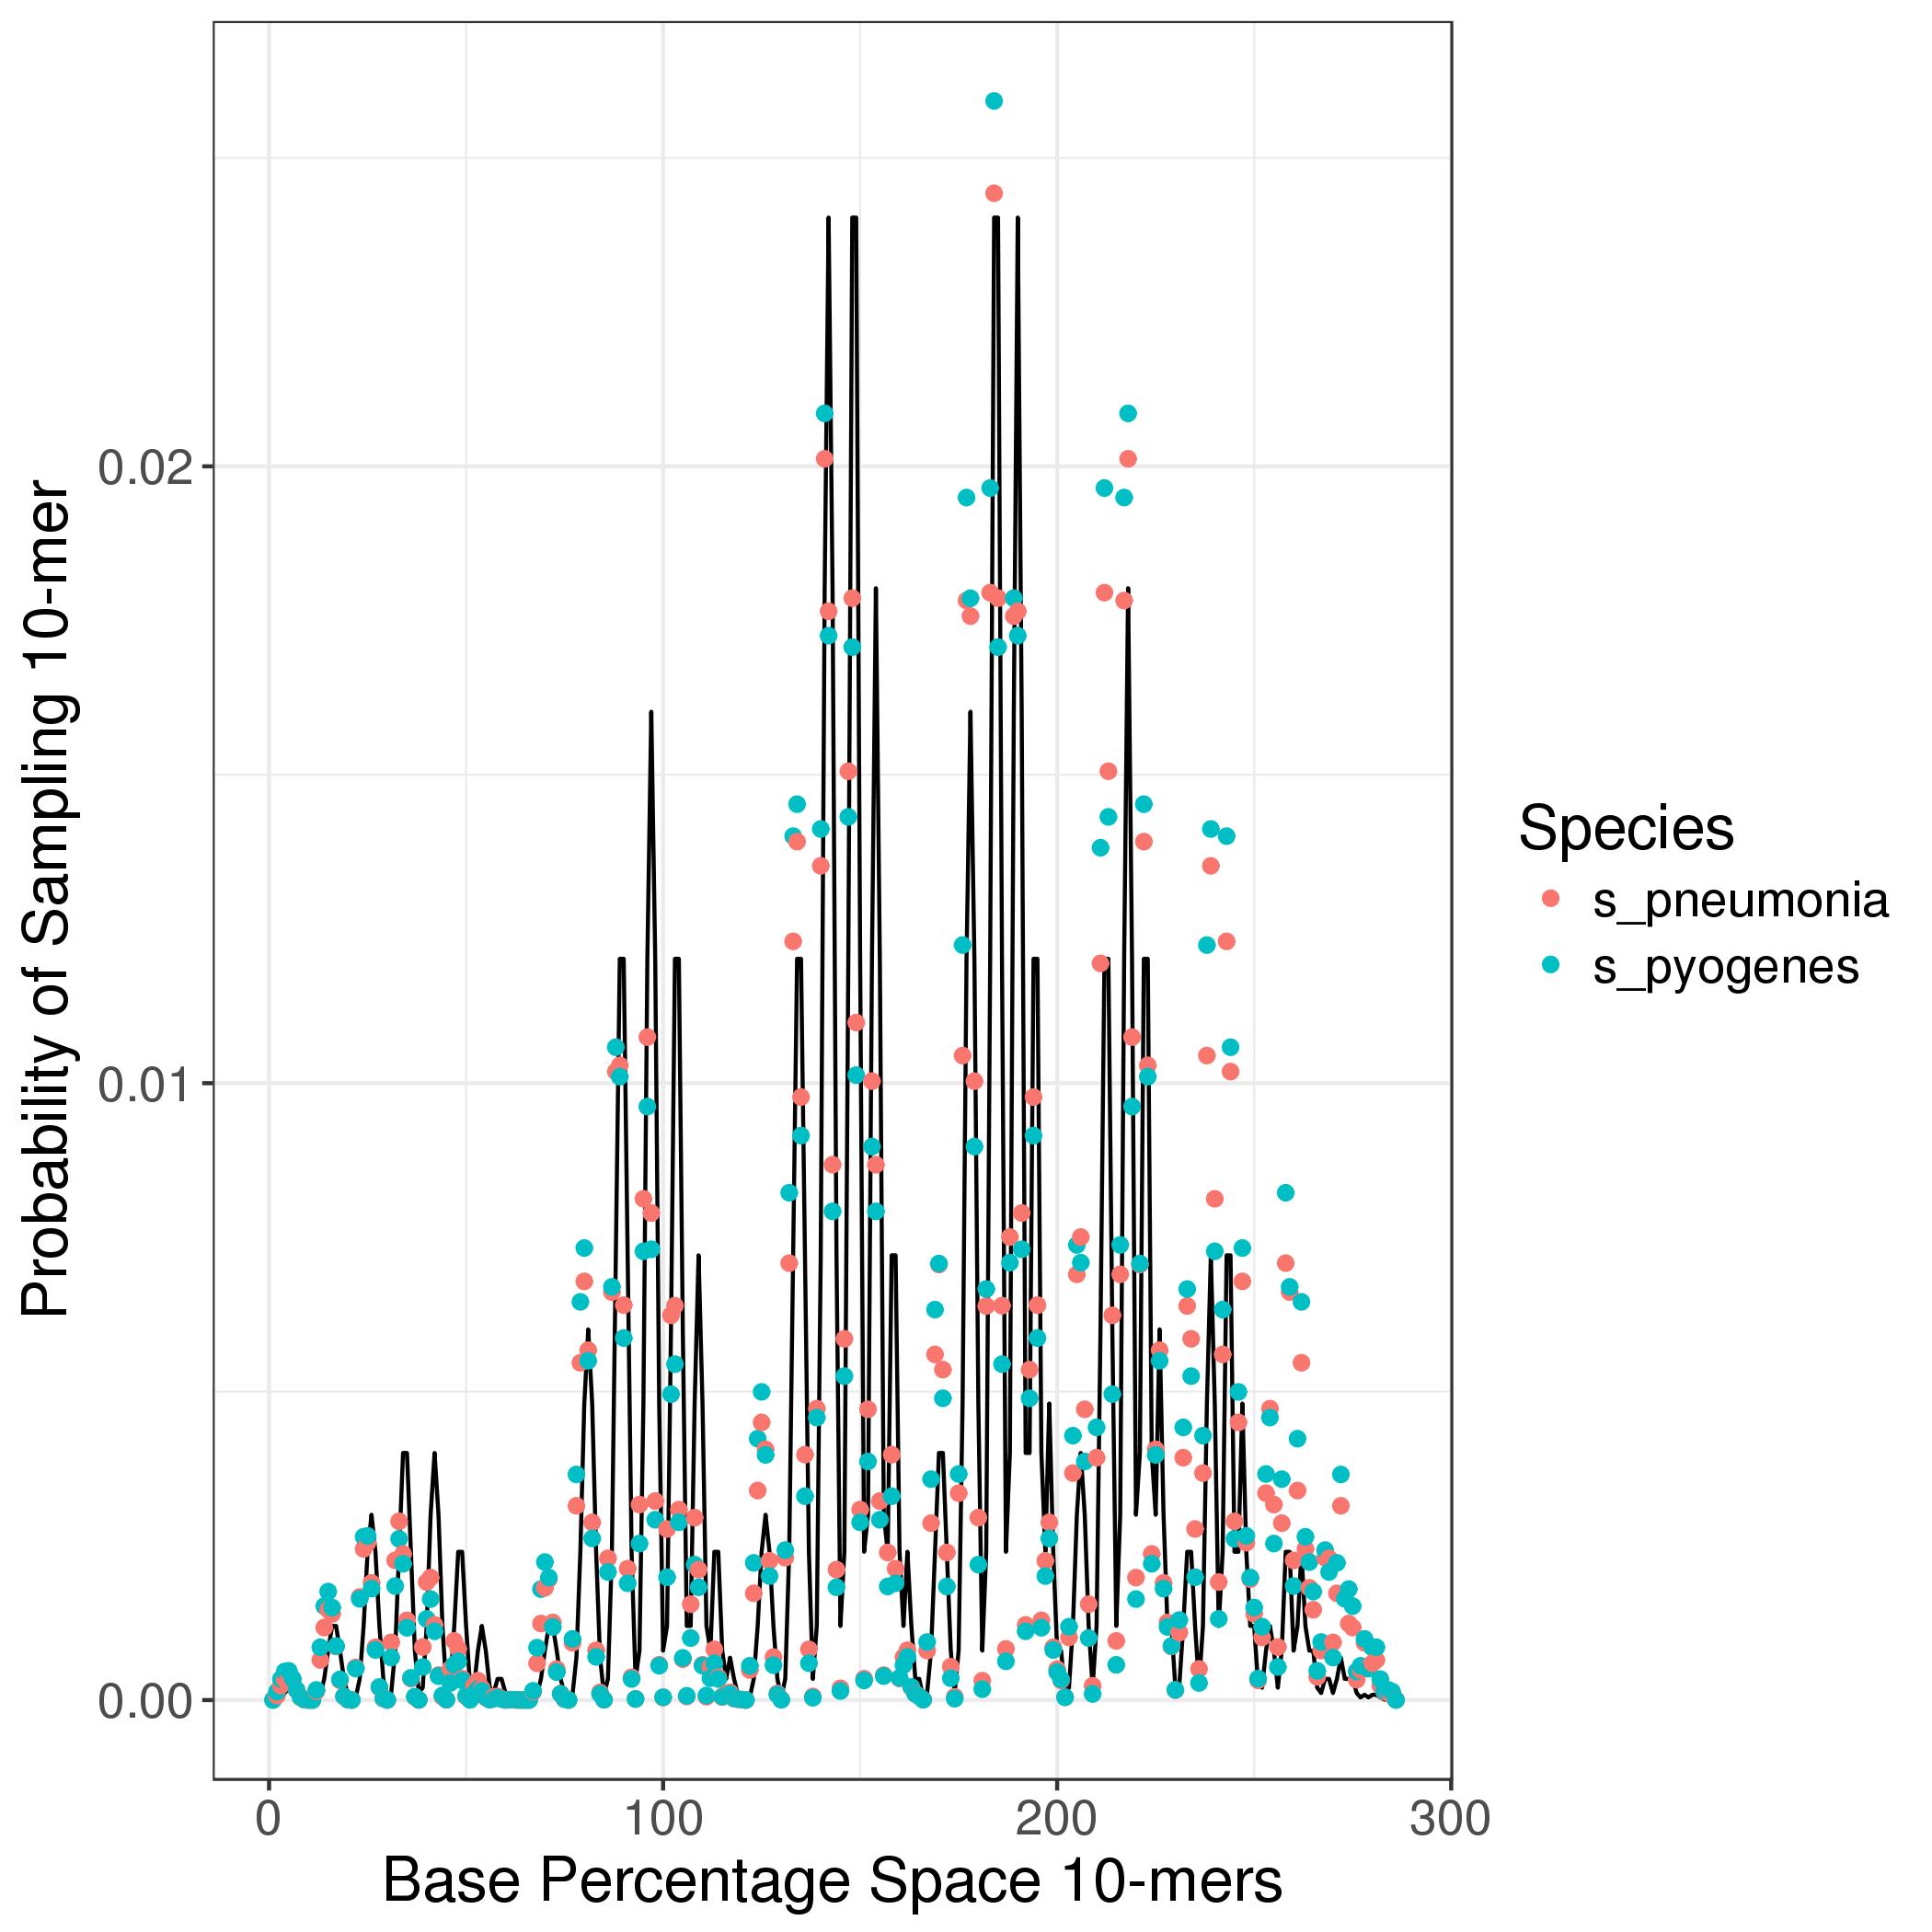 Probability of Sampling 10-mer
0.02
0.01
0.00
0
100
200
300
Base Percentage Space 10-mers
Species
s_pneumonia
s_pyogenes